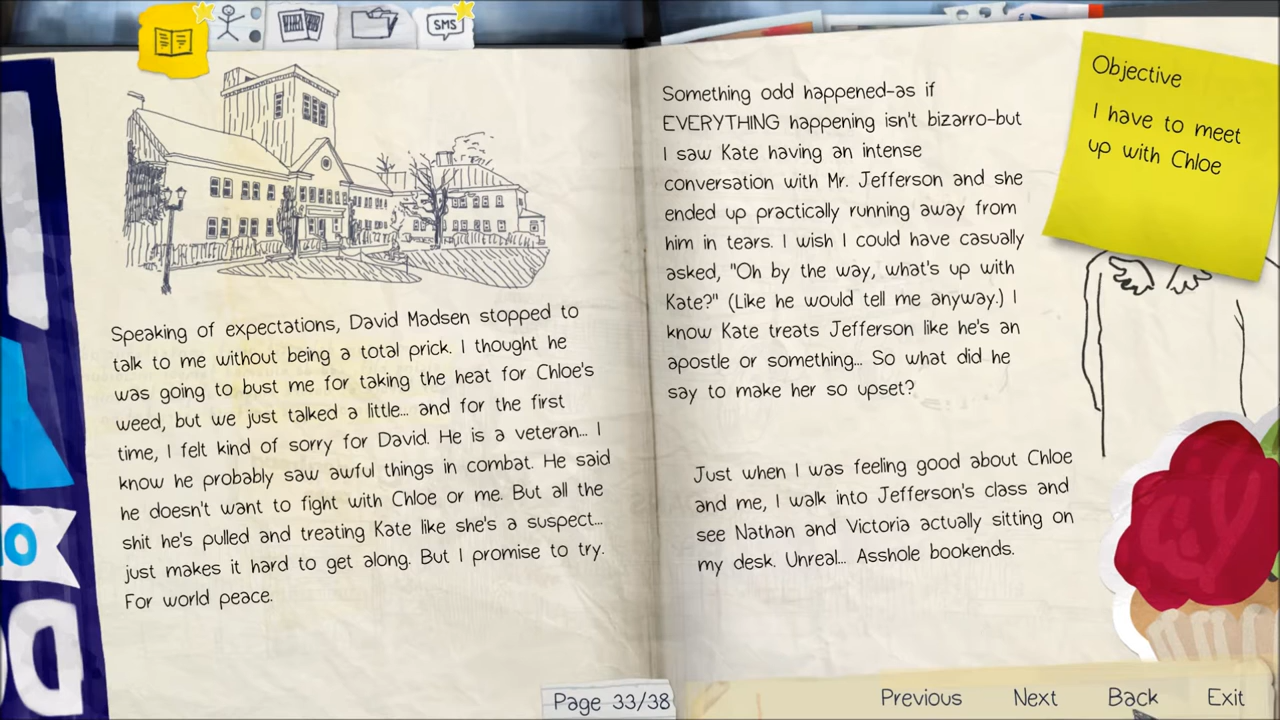 SMS
Speaking of expectations, David Madsen stopped to
talk to me without being a total prick. I thought he
was going to bust me for taking the heat for Chloe's
weed, but we just talked a little... and for the first
time, I felt kind of sorry for David. He is a veteran... I
know he probably saw awful things in combat. He said
he doesn't want to fight with Chloe or me. But all the
shit he's pulled and treating Kate like she's a suspect...
just makes it hard to get along. But I promise to try.
For world peace.
Something odd happened-as if
EVERYTHING happening isn't bizarro-but
I saw Kate having an intense
conversation with Mr. Jefferson and she
ended up practically running away from
him in tears. I wish I could have casually
asked, "Oh by the way, what's up with
Kate?" (Like he would tell me anyway.) I
know Kate treats Jefferson like he's an
apostle or something... So what did he
say to make her so upset?
Just when I was feeling good about Chloe
and me, I walk into Jefferson's class and
see Nathan and Victoria actually sitting on
my desk. Unreal... Asshole bookends.
Objective
I have to meet
up with Chloe
Page 33/38
Previous Next Back Exit